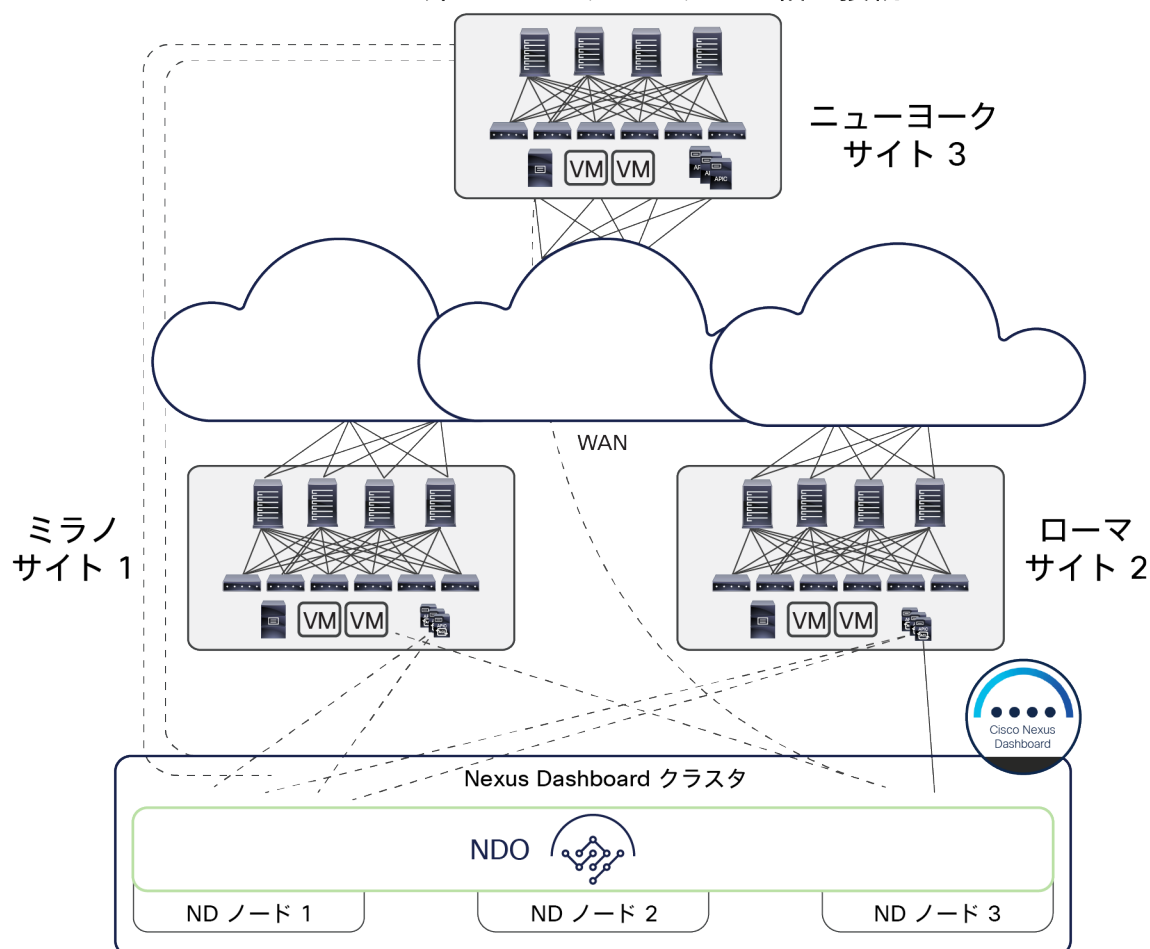 ニューヨーク
サイト 3
VM
VM
APIC
WAN
ミラノ
サイト 1
VM
VM
ローマ
サイト 2
VM
VM
Cisco Nexus
Dashboard
Nexus Dashboard クラスタ
NDO
ND ノード 1
ND ノード 2
ND ノード 3